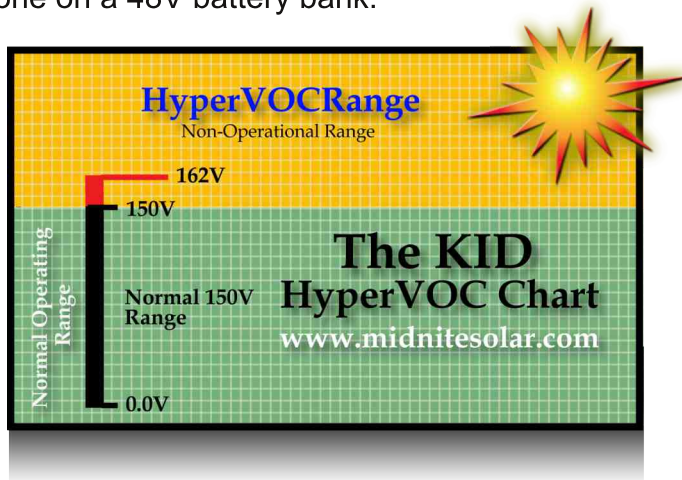 one on a 48V battery bank.
HyperVOCRange
Non-Operational Range
162V
150V
Normal Operating
Range
Normal 150V
Range
The KID
HyperVOC Chart
www.midnitesolar.com
0.0V